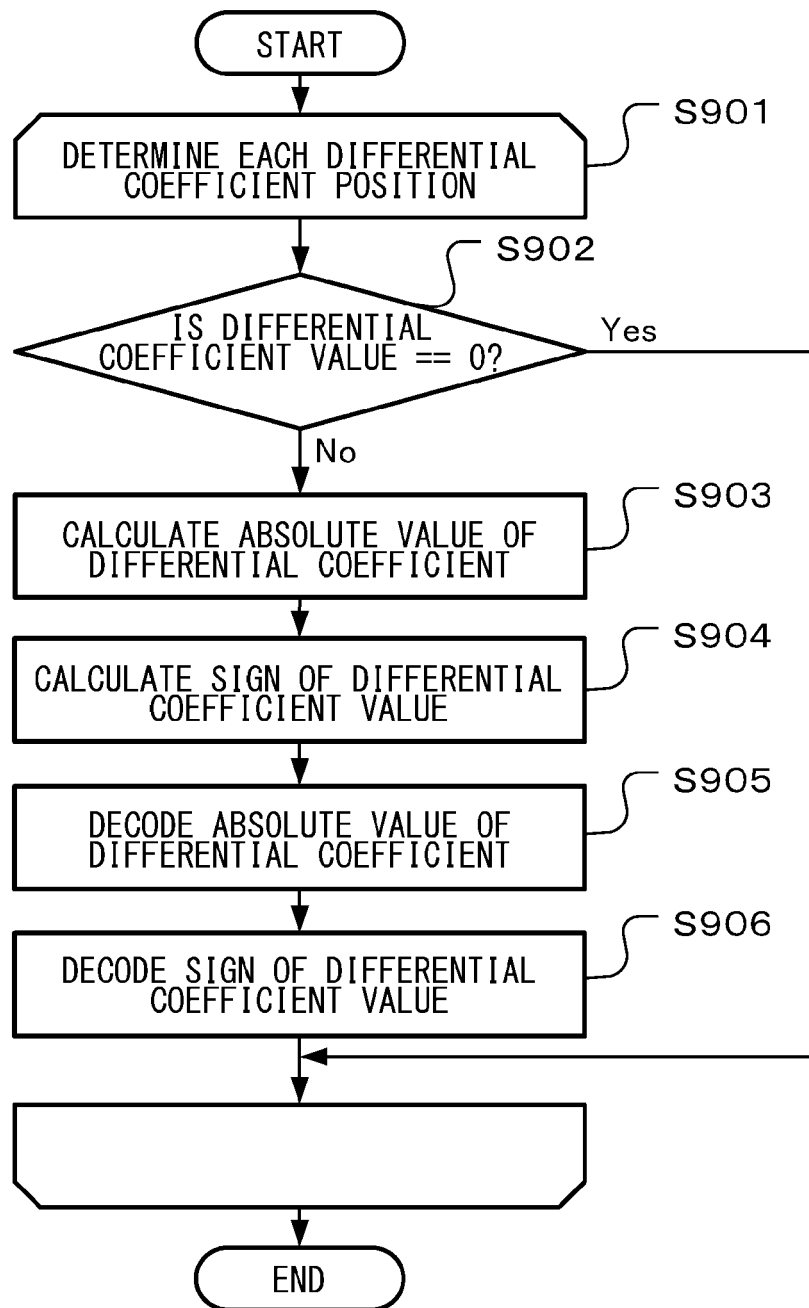 START
S901
DETERMINE EACH DIFFERENTIAL
COEFFICIENT POSITION
S902
IS DIFFERENTIAL
COEFFICIENT VALUE == 0?
Yes
No
S903
CALCULATE ABSOLUTE VALUE OF
DIFFERENTIAL COEFFICIENT
S904
CALCULATE SIGN OF DIFFERENTIAL
COEFFICIENT VALUE
S905
DECODE ABSOLUTE VALUE OF
DIFFERENTIAL COEFFICIENT
S906
DECODE SIGN OF DIFFERENTIAL
COEFFICIENT VALUE
END